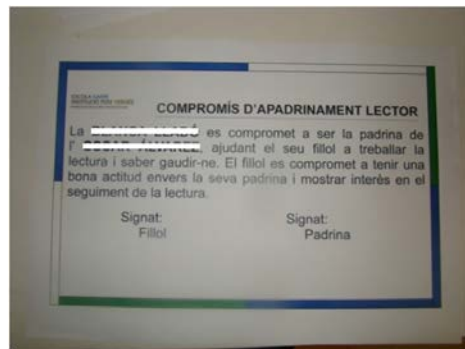 COMPROMÍS D'APADRINAMENT LECTOR
La es compromet a ser la padrina de
l' ajudant el seu fillol a treballar la
lectura i saber gaudir-ne. El fillol es compromet a tenir una
bona actitud envers la seva padrina i mostrar interès en el
seguiment de la lectura.
Signat:
Fillol
Signat:
Padrina